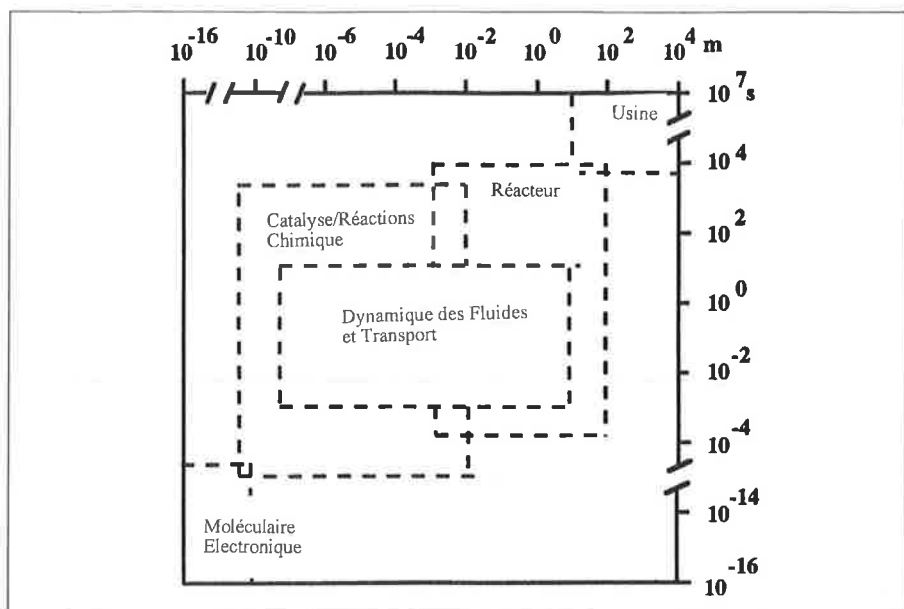 10^-16 10^-10 10^-6 10^-4 10^-2 10^0 10^2 10^4 m
10^7 s
Usine
10^4
Réacteur
Catalyse/Réactions
Chimique
10^2
10^0
Dynamique des Fluides
et Transport
10^-2
10^-4
10^-14
Moléculaire
Electronique
10^-16